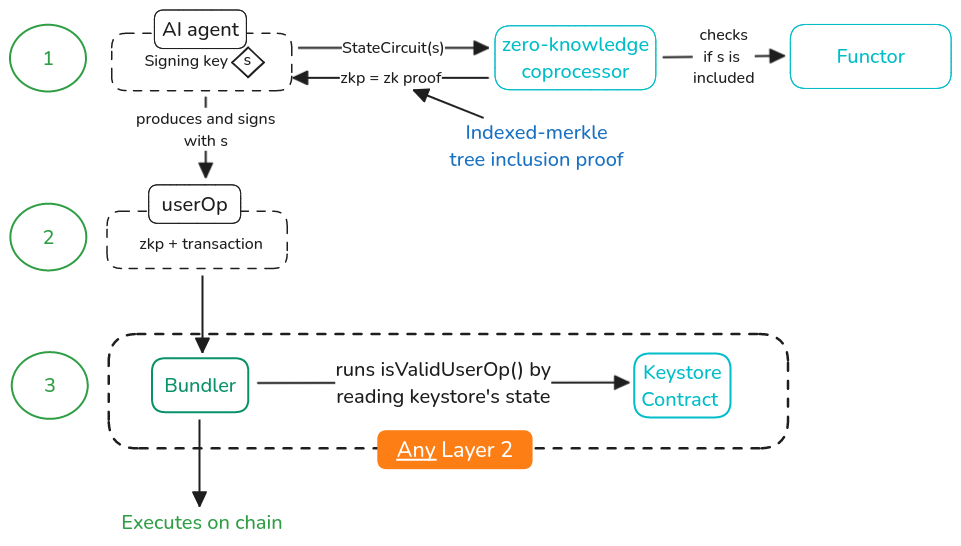 1
AI agent
Signing key
s
StateCircuit(s)
zkp = zk proof
zero-knowledge
coprocessor
checks
if s is
included
Functor
Indexed-merkle
tree inclusion proof
produces and signs
with s
2
userOp
zkp + transaction
3
Bundler
runs isValidUserOp() by
reading keystore's state
Keystore
Contract
Any Layer 2
Executes on chain